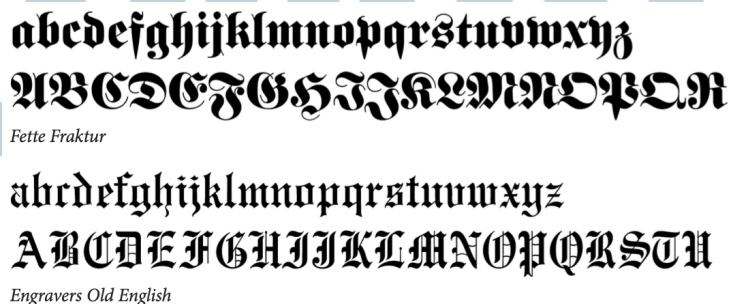 abcdefghijklmnopqrstuvwxyz
ABCDEFGHIJKLMNOPQR
Fette Fraktur
abcdefghijklmnopqrstuvwxyz
ABCDEFGHIJKLMNOPQRSTU
Engravers Old English